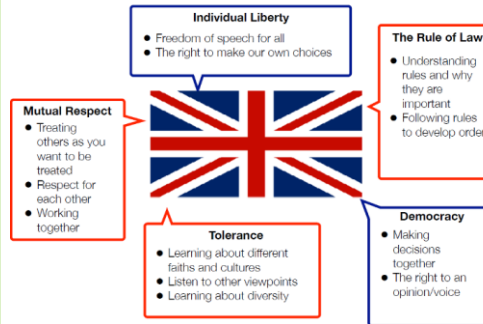 Individual Liberty
● Freedom of speech for all
● The right to make our own choices
The Rule of Law
● Understanding
rules and why
they are
important
● Following rules
to develop order
Mutual Respect
● Treating
others as you
want to be
treated
● Respect for
each other
● Working
together
Tolerance
● Learning about different
faiths and cultures
● Listen to other viewpoints
● Learning about diversity
Democracy
● Making
decisions
together
● The right to an
opinion/voice